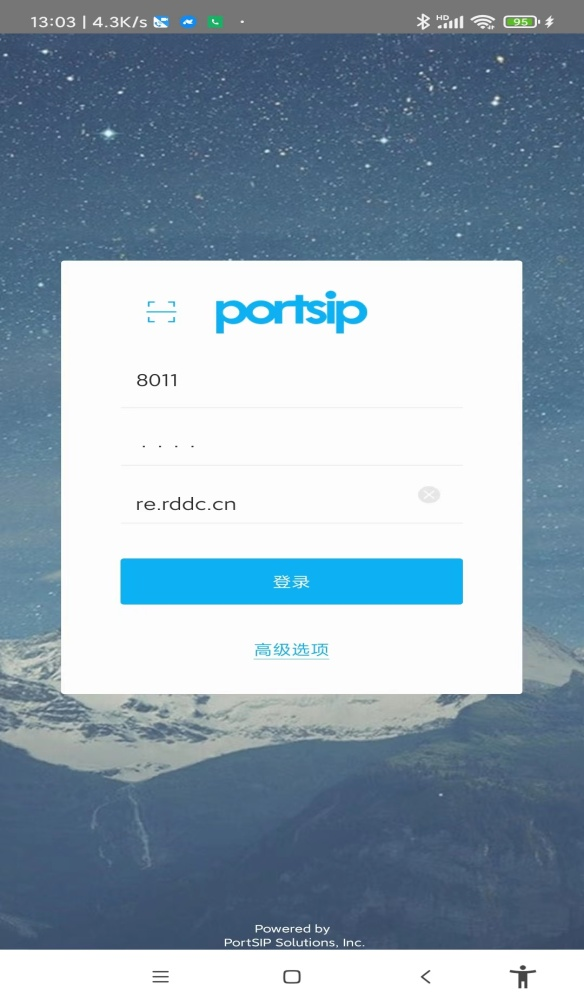 13:03 | 4.3K/s
HD
95
portsip
8011
. . . .
re.rddc.cn
登录
高级选项
Powered by
PortSIP Solutions, Inc.